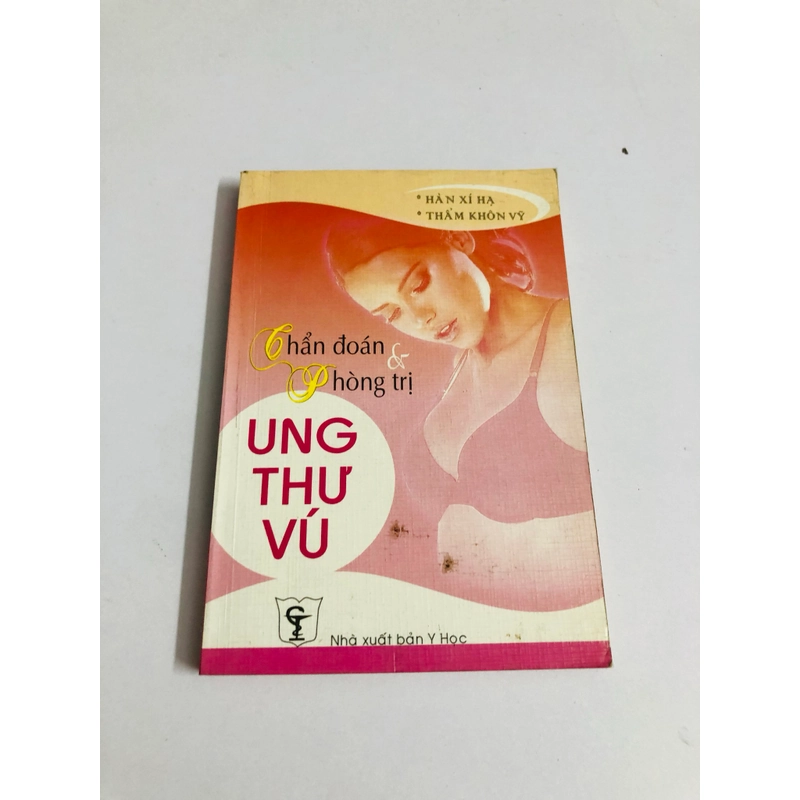 * HÀN XÍ HẠ
* THẨM KHÔN VỸ
Chẩn đoán
&
Phòng trị
UNG
THƯ
VÚ
Nhà xuất bản Y Học